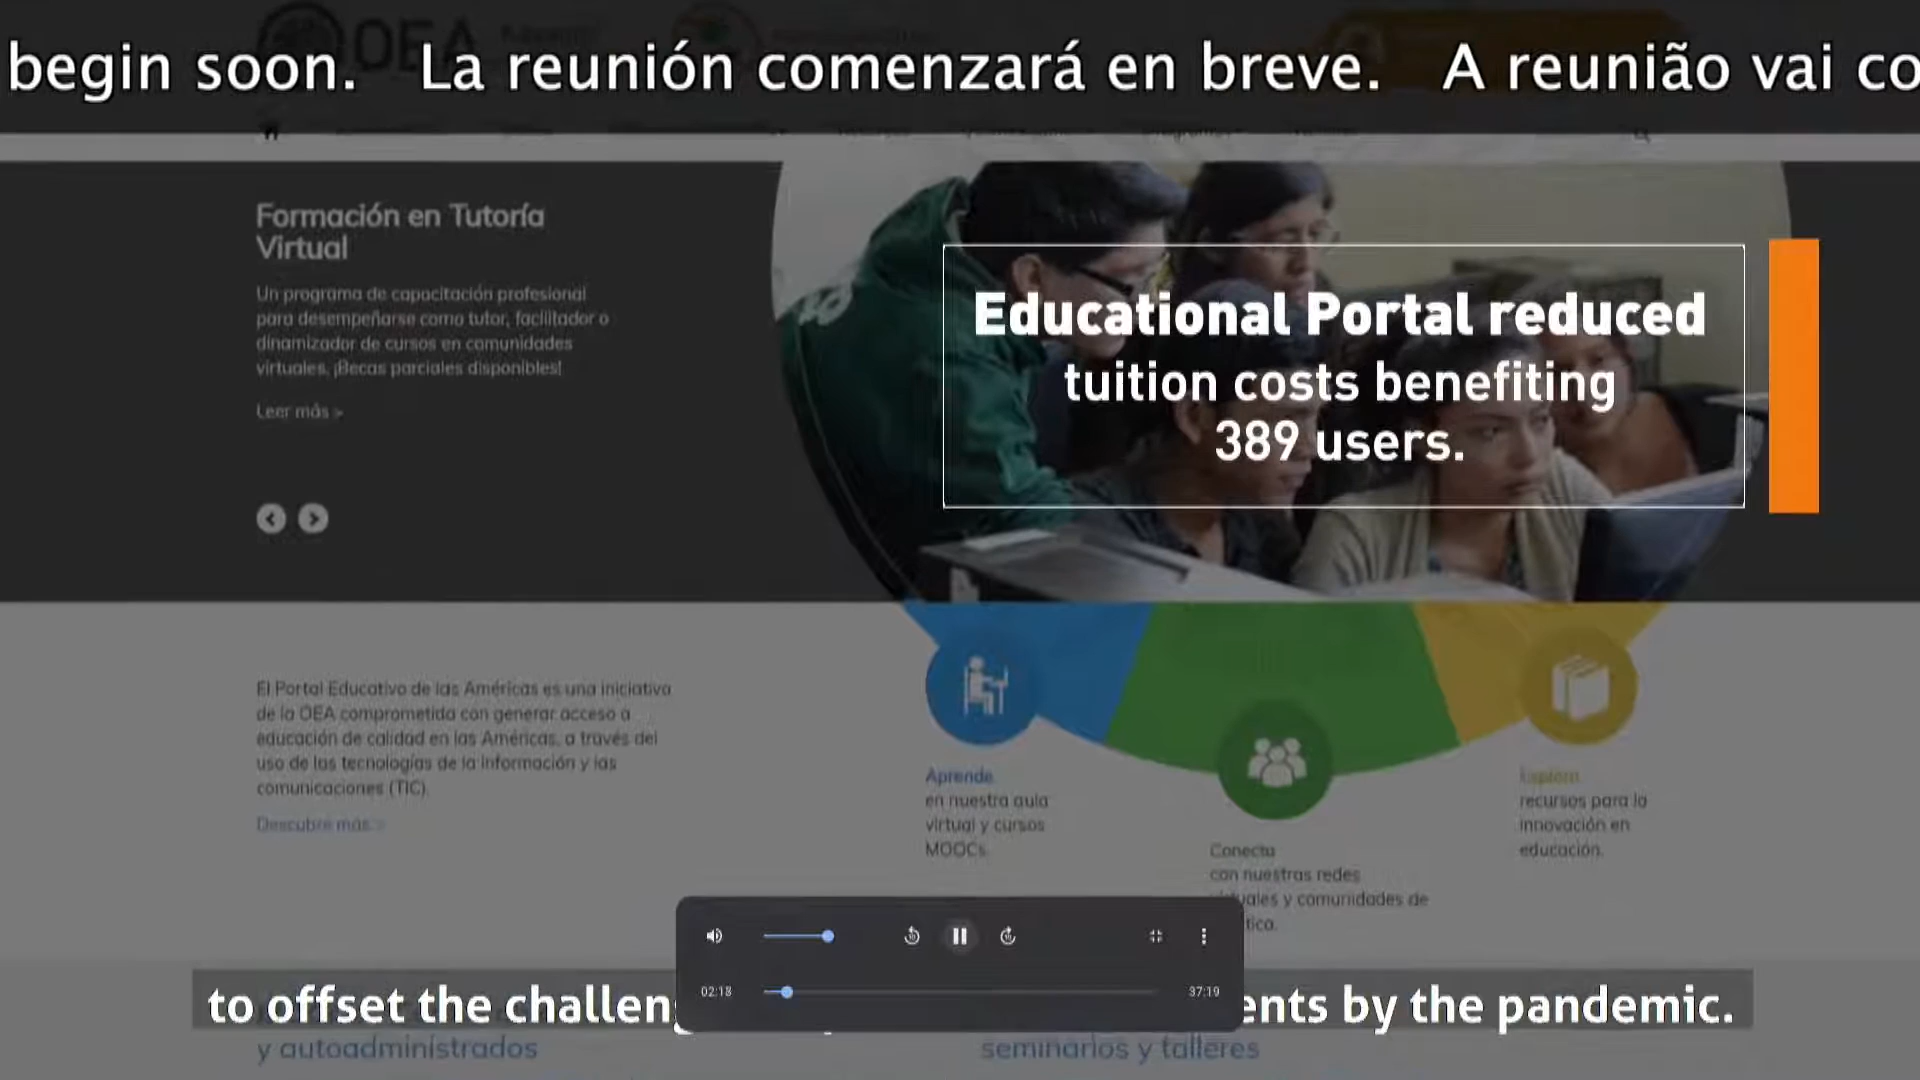 OEA
begin soon. La reunión comenzará en breve. A reunião vai co
Formación en Tutoría
Virtual
Un programa de capacitación profesional
para desempeñarse como tutor, facilitador o
dinamizador de cursos en comunidades
virtuales. ¡Becas parciales disponibles!
Leer más >
Educational Portal reduced
tuition costs benefiting
389 users.
El Portal Educativo de las Américas es una iniciativa
de la OEA comprometida con generar acceso a
educación de calidad en las Américas, a través del
uso de las tecnologías de la información y las
comunicaciones (TIC).
Descubre más >
Aprende
en nuestra aula
virtual y cursos
MOOCs.
Conecta
con nuestras redes
y comunidades de
Explora
recursos para la
innovación en
educación.
02:18
37:19
to offset the challen
ents by the pandemic.
y autoadministrados
seminarios y talleres